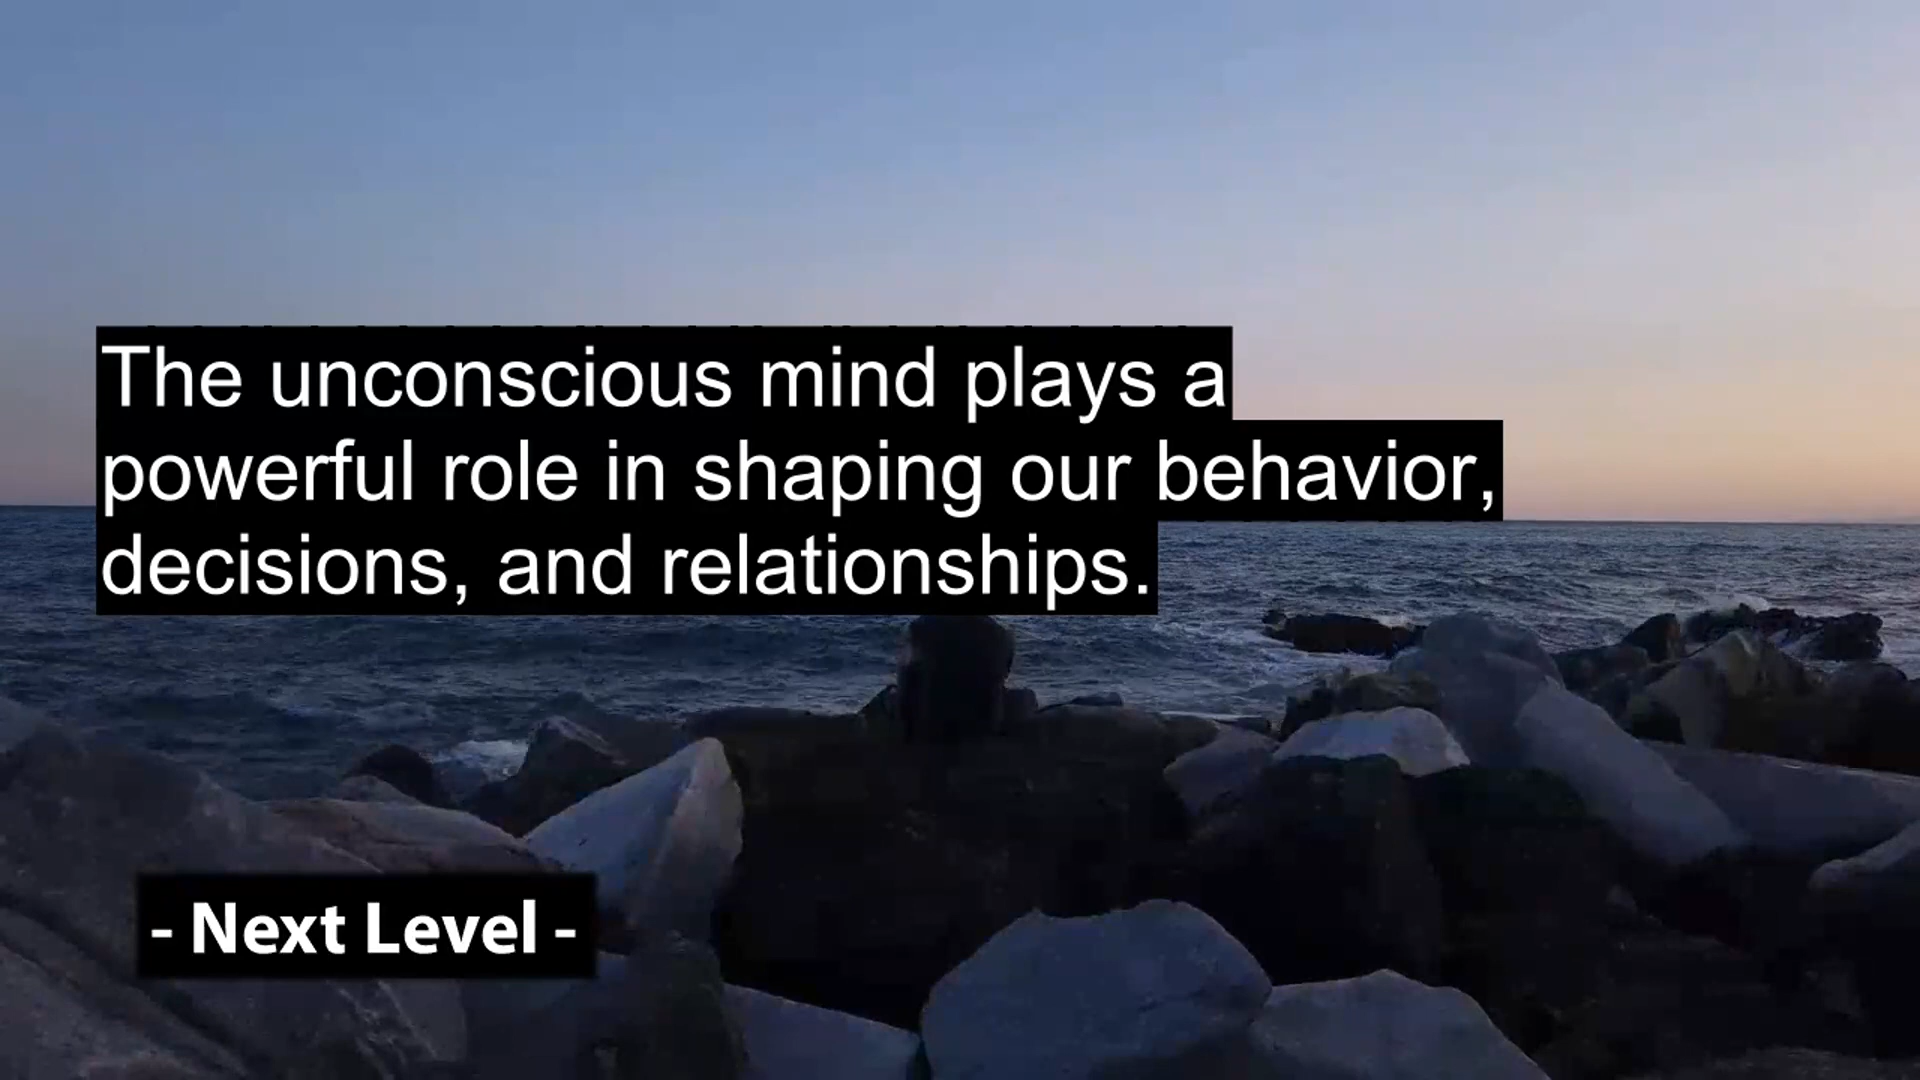 The unconscious mind plays a
powerful role in shaping our behavior,
decisions, and relationships.
- Next Level -